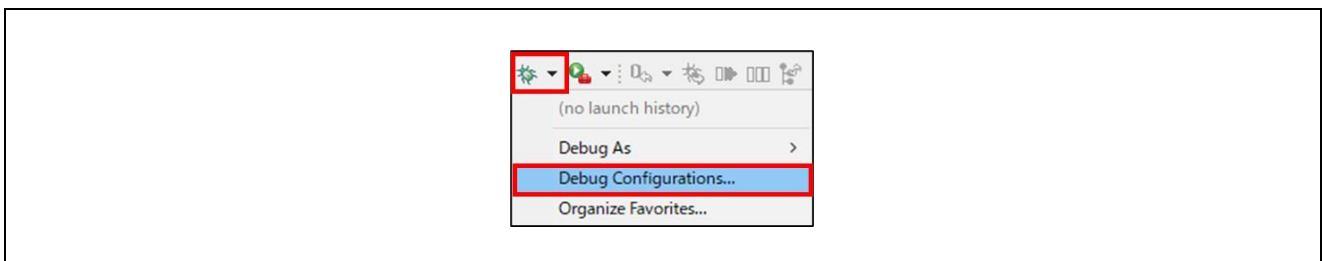 (no launch history)
Debug As
Debug Configurations...
Organize Favorites...